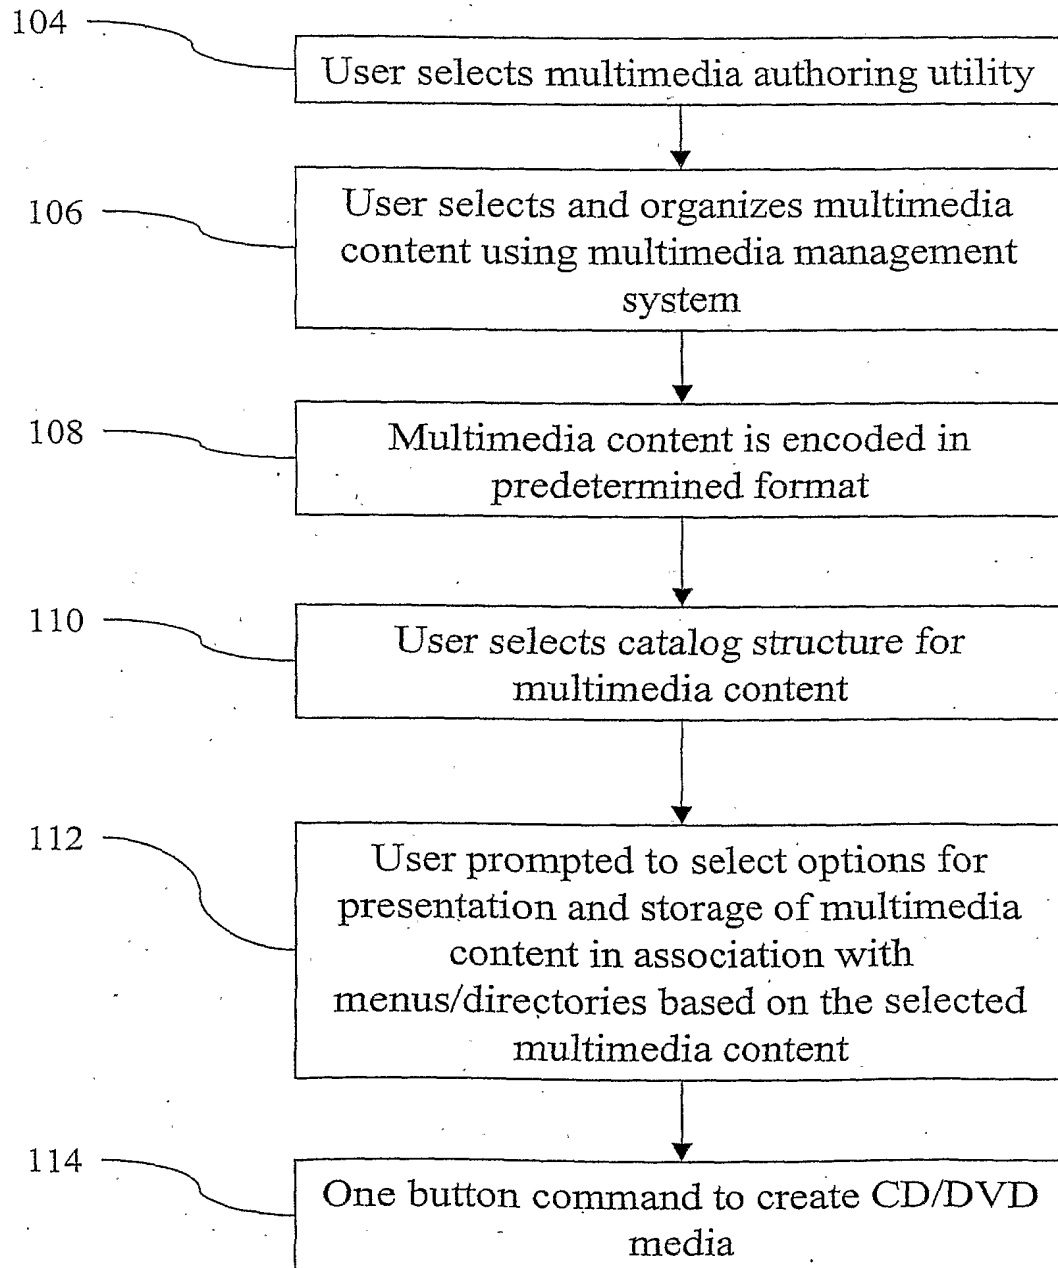 104
User selects multimedia authoring utility
106
User selects and organizes multimedia
content using multimedia management
system
108
Multimedia content is encoded in
predetermined format
110
User selects catalog structure for
multimedia content
112
User prompted to select options for
presentation and storage of multimedia
content in association with
menus/directories based on the selected
multimedia content
114
One button command to create CD/DVD
media